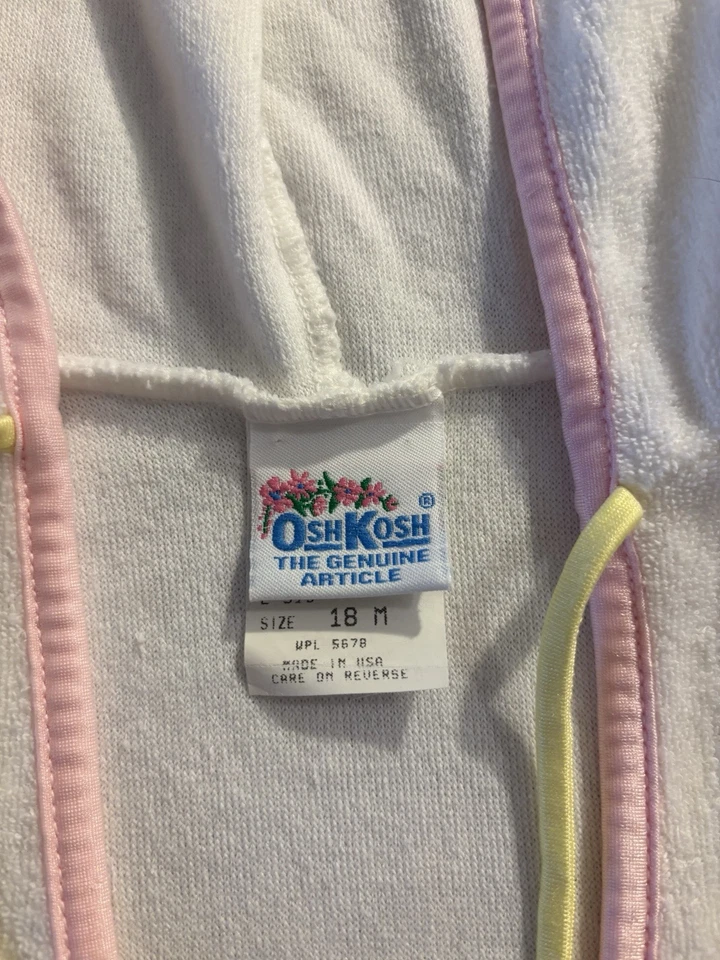 OSHKOSH ®
THE GENUINE
ARTICLE
SIZE 18 M
WPL 5678
MADE IN USA
CARE ON REVERSE